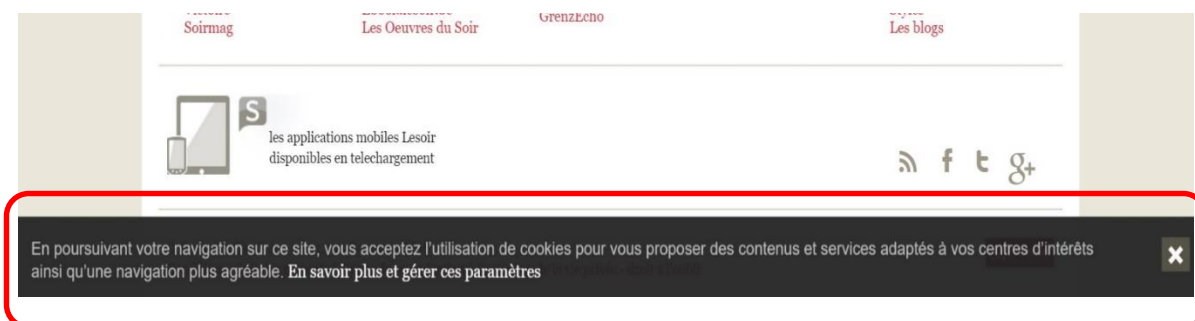 Soirmag
Les Oeuvres du Soir
GrenzEcho
Les blogs
S
les applications mobiles Lesoir
disponibles en telechargement
f t g+
En poursuivant votre navigation sur ce site, vous acceptez l'utilisation de cookies pour vous proposer des contenus et services adaptés à vos centres d'intérêts
ainsi qu'une navigation plus agréable. En savoir plus et gérer ces paramètres